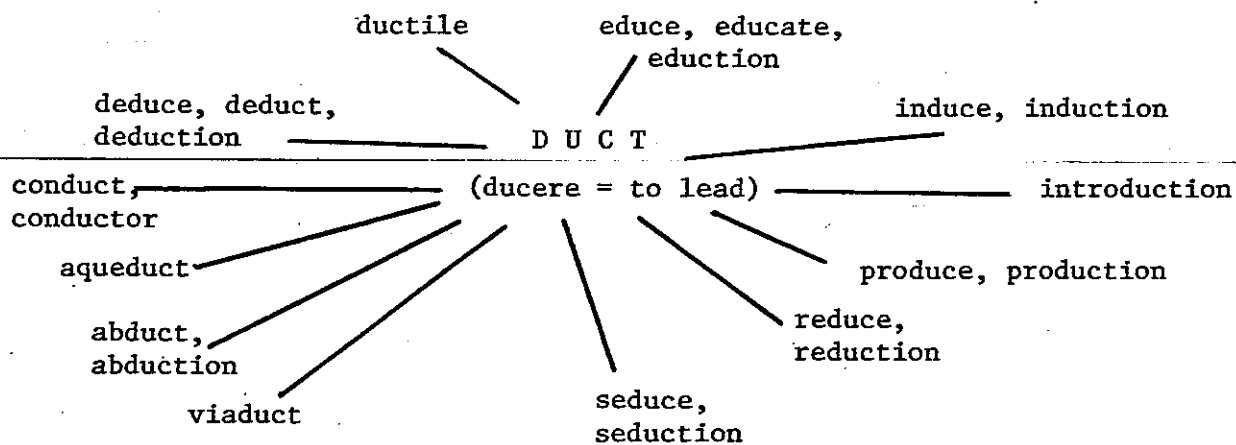 ductile
educe, educate,
eduction
deduce, deduct,
deduction
induce, induction
D U C T
conduct,
conductor
(ducere = to lead)
introduction
aqueduct
produce, production
abduct,
abduction
reduce,
reduction
viaduct
seduce,
seduction